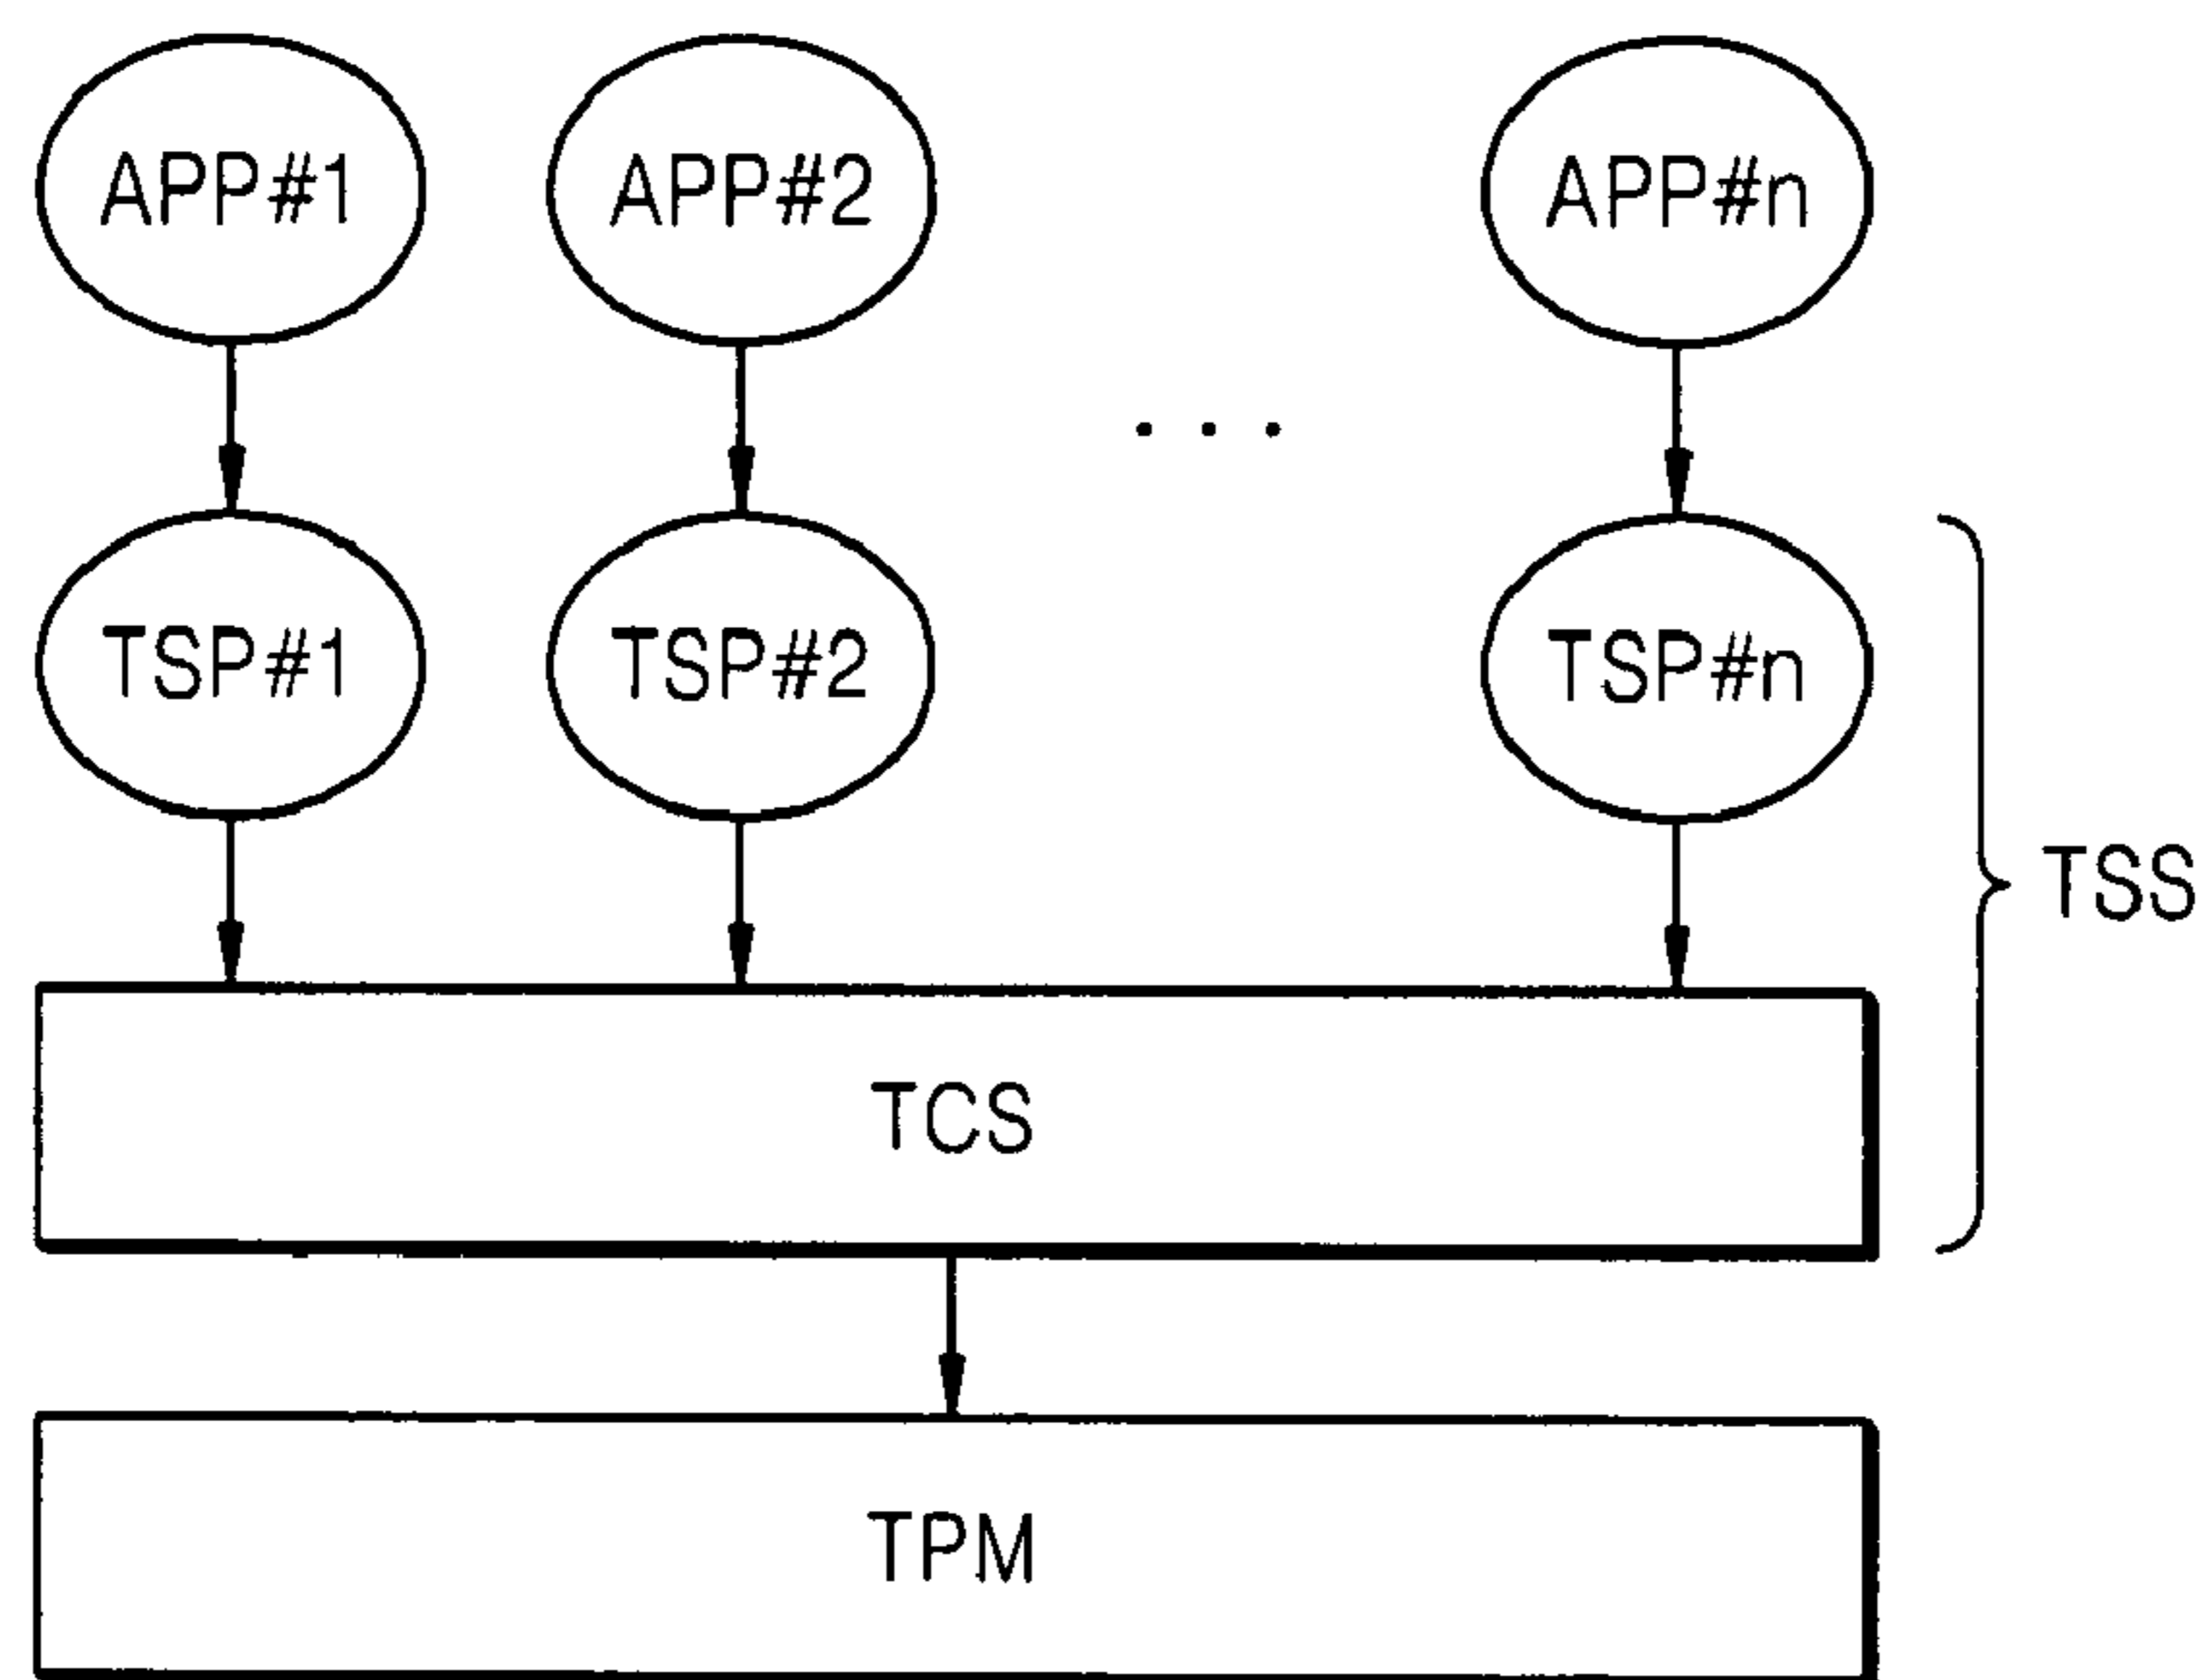 APP#1 APP#2 APP#n
. . .
TSP#1 TSP#2 TSP#n
TSS
TCS
TPM